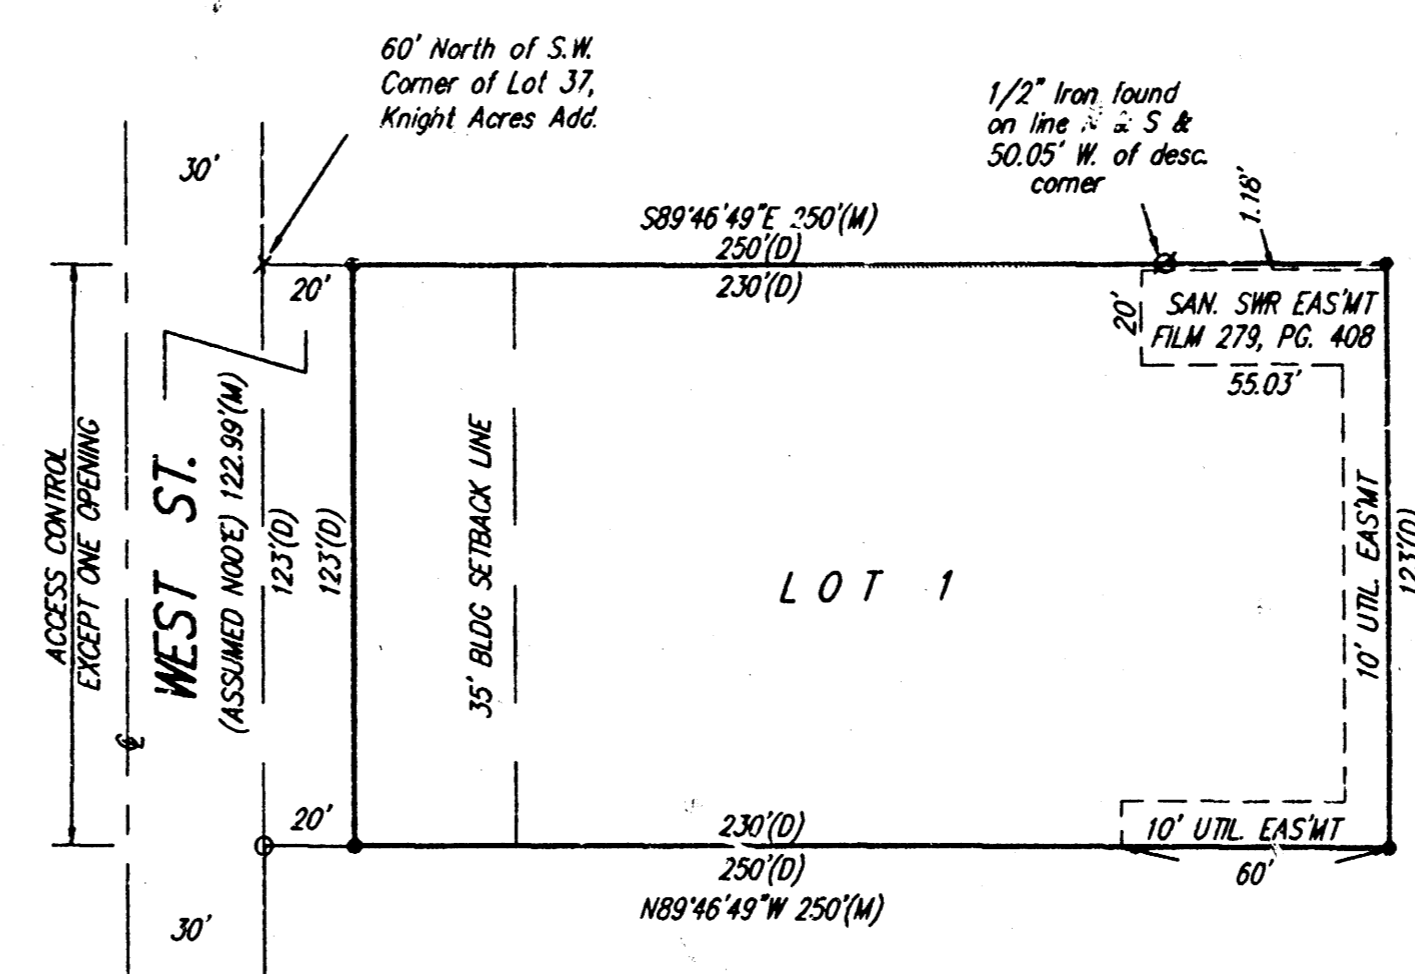 60' North of S.W.
Corner of Lot 37,
Knight Acres Add.
1/2" Iron found
on line N & S &
50.05' W. of desc.
corner
30'
1.18'
S89°46'49"E 250'(M)
250'(D)
230'(D)
20'
20'
SAN. SWR EAS'MT
FILM 279, PG. 408
55.03'
ACCESS CONTROL
EXCEPT ONE OPENING
WEST ST.
(ASSUMED N00°E) 122.99'(M)
123'(D)
123'(D)
35' BLDG SETBACK LINE
LOT 1
10' UTIL. EAS'MT
123'(D)
20'
230'(D)
250'(D)
N89°46'49"W 250'(M)
10' UTIL. EAS'MT
60'
30'